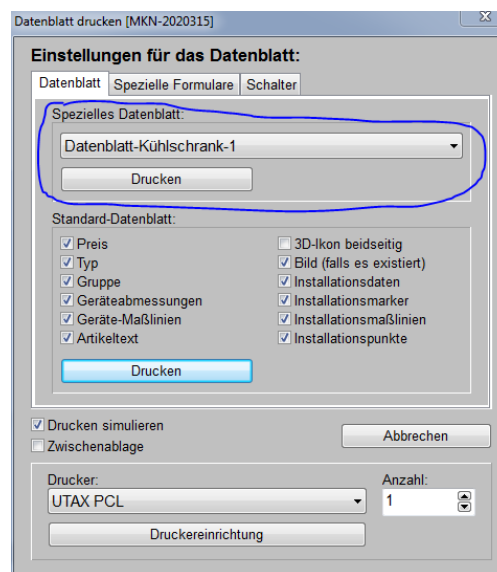 Datenblatt drucken [MKN-2020315]
Einstellungen für das Datenblatt:
Datenblatt Spezielle Formulare Schalter
Spezielles Datenblatt:
Datenblatt-Kühlschrank-1
Drucken
Standard-Datenblatt:
Preis 3D-Ikon beidseitig
Typ Bild (falls es existiert)
Gruppe Installationsdaten
Geräteabmessungen Installationsmarker
Geräte-Maßlinien Installationsmaßlinien
Artikeltext Installationspunkte
Drucken
Drucken simulieren
Abbrechen
Zwischenablage
Drucker: Anzahl:
UTAX PCL 1
Druckereinrichtung